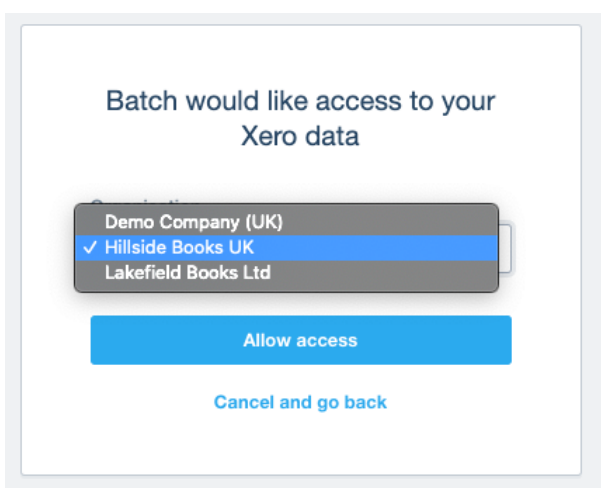 Batch would like access to your
Xero data
Demo Company (UK)
✓ Hillside Books UK
Lakefield Books Ltd
Allow access
Cancel and go back